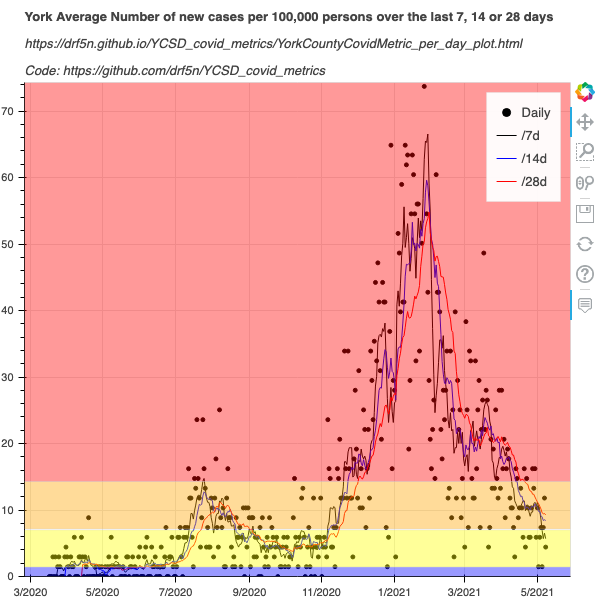 York Average Number of new cases per 100,000 persons over the last 7, 14 or 28 days
https://drf5n.github.io/YCSD_covid_metrics/YorkCountyCovidMetric_per_day_plot.html
Code: https://github.com/drf5n/YCSD_covid_metrics
Daily
/7d
/14d
/28d
70
60
50
40
30
20
10
0
3/2020 5/2020 7/2020 9/2020 11/2020 1/2021 3/2021 5/2021